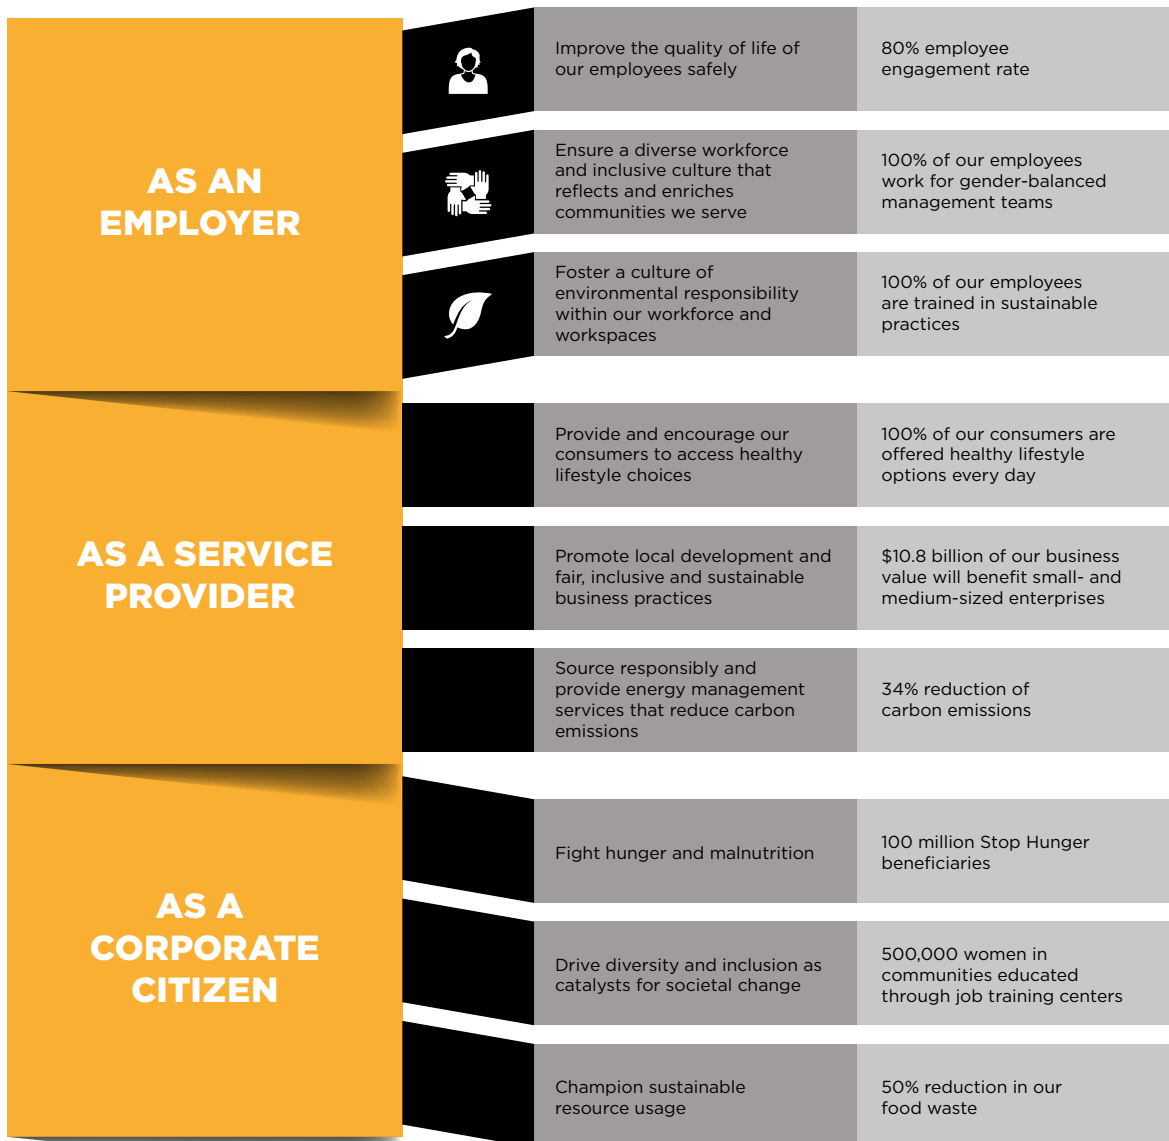 AS AN
EMPLOYER
Improve the quality of life of
our employees safely
80% employee
engagement rate
Ensure a diverse workforce
and inclusive culture that
reflects and enriches
communities we serve
100% of our employees
work for gender-balanced
management teams
Foster a culture of
environmental responsibility
within our workforce and
workspaces
100% of our employees
are trained in sustainable
practices
AS A SERVICE
PROVIDER
Provide and encourage our
consumers to access healthy
lifestyle choices
100% of our consumers are
offered healthy lifestyle
options every day
Promote local development and
fair, inclusive and sustainable
business practices
$10.8 billion of our business
value will benefit small- and
medium-sized enterprises
Source responsibly and
provide energy management
services that reduce carbon
emissions
34% reduction of
carbon emissions
AS A
CORPORATE
CITIZEN
Fight hunger and malnutrition
100 million Stop Hunger
beneficiaries
Drive diversity and inclusion as
catalysts for societal change
500,000 women in
communities educated
through job training centers
Champion sustainable
resource usage
50% reduction in our
food waste